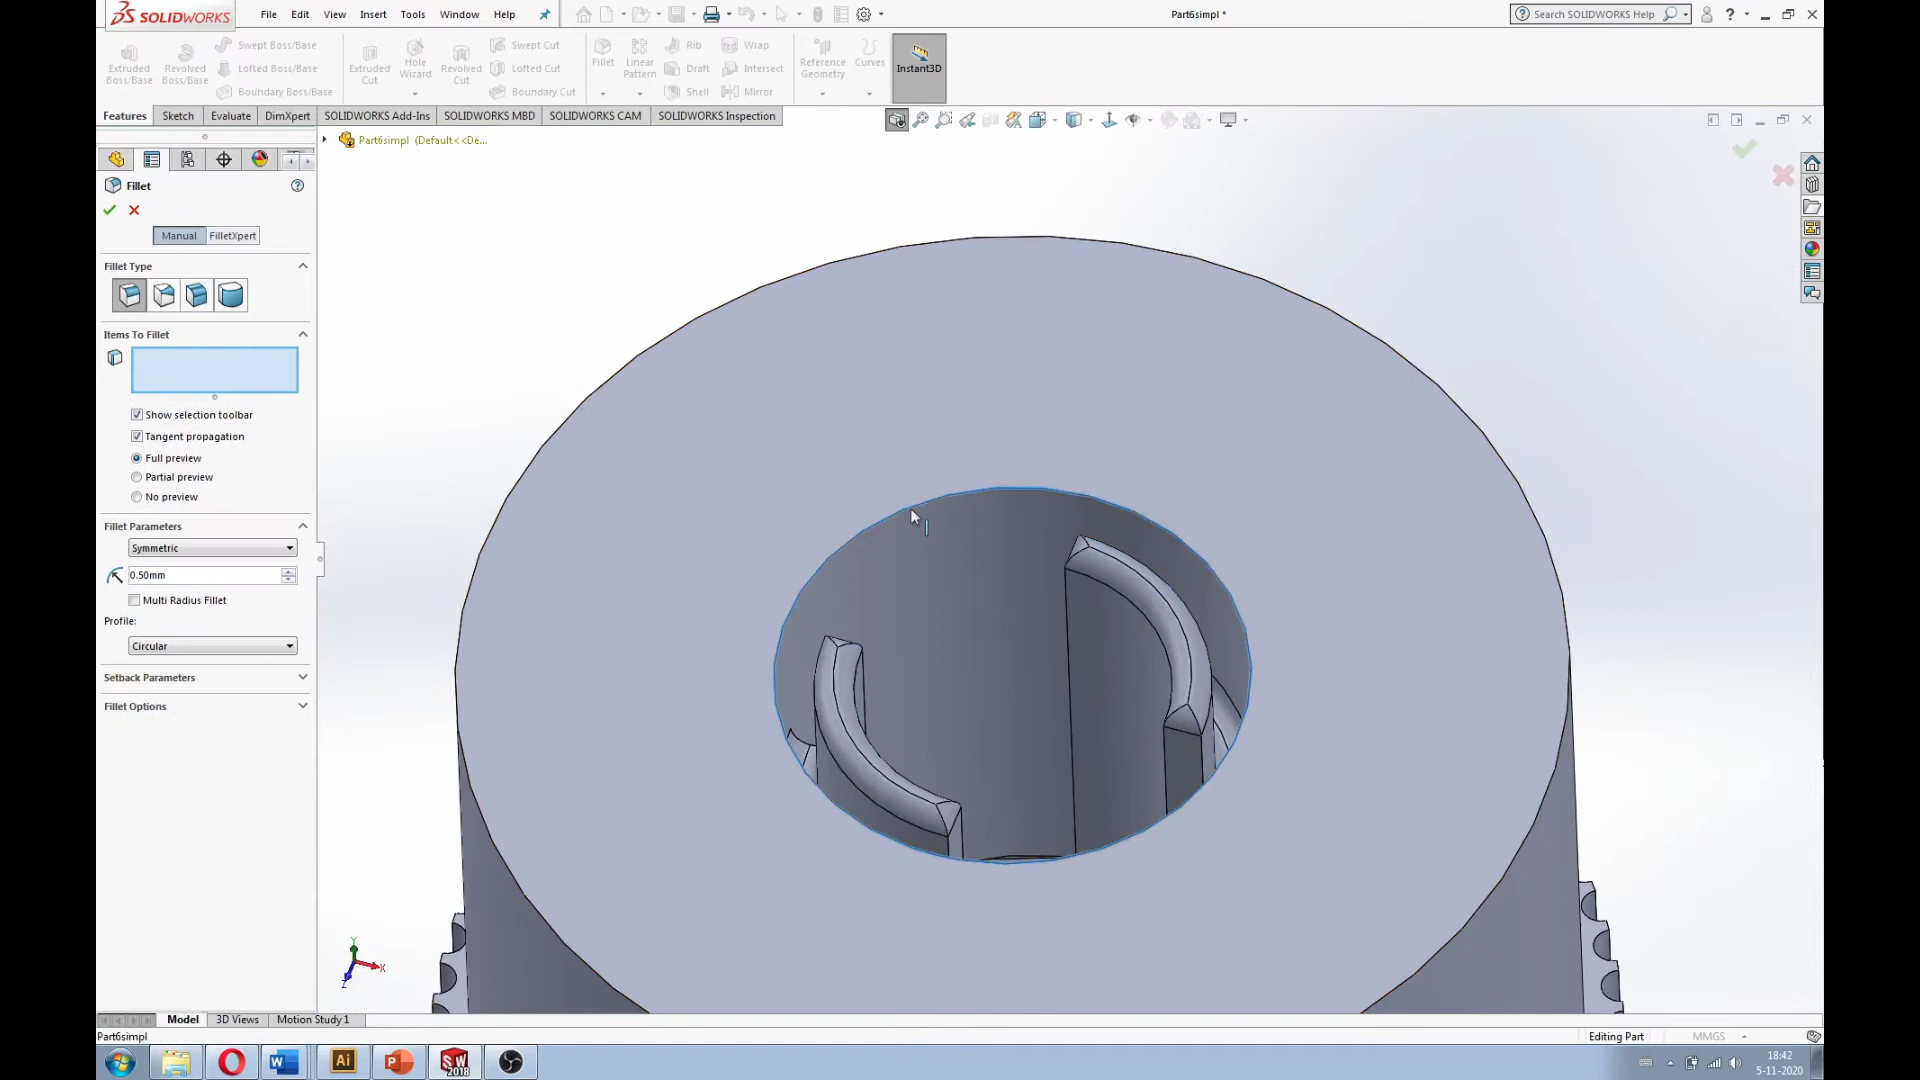 SOLIDWORKS File Edit View Insert Tools Window Help Part6simpl * Search SOLIDWORKS Help
Extruded Boss/Base
Revolved Boss/Base
Swept Boss/Base
Lofted Boss/Base
Boundary Boss/Base
Extruded Cut
Hole Wizard
Revolved Cut
Swept Cut
Lofted Cut
Boundary Cut
Fillet
Linear Pattern
Rib
Draft
Shell
Wrap
Intersect
Mirror
Reference Geometry
Curves
Instant3D
Features Sketch Evaluate DimXpert SOLIDWORKS Add-Ins SOLIDWORKS MBD SOLIDWORKS CAM SOLIDWORKS Inspection
Part6simpl (Default<<De...
Fillet
Manual FilletXpert
Fillet Type
Items To Fillet
Show selection toolbar
Tangent propagation
Full preview
Partial preview
No preview
Fillet Parameters
Symmetric
0.50mm
Multi Radius Fillet
Profile:
Circular
Setback Parameters
Fillet Options
Y
X
Z
Model 3D Views Motion Study 1
Part6simpl Editing Part MMGS
W Ai P SW 2018
18:42
5-11-2020